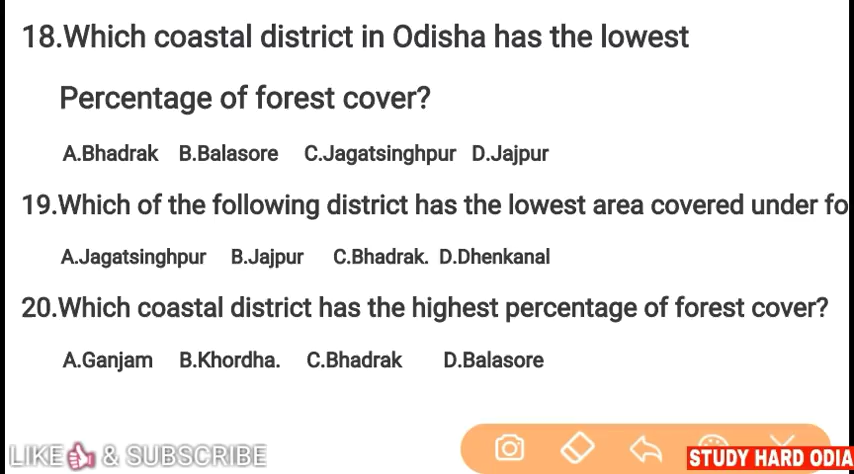 18.Which coastal district in Odisha has the lowest
Percentage of forest cover?
A.Bhadrak B.Balasore C.Jagatsinghpur D.Jajpur
19.Which of the following district has the lowest area covered under fo
A.Jagatsinghpur B.Jajpur C.Bhadrak. D.Dhenkanal
20.Which coastal district has the highest percentage of forest cover?
A.Ganjam B.Khordha. C.Bhadrak D.Balasore
LIKE & SUBSCRIBE
STUDY HARD ODIA